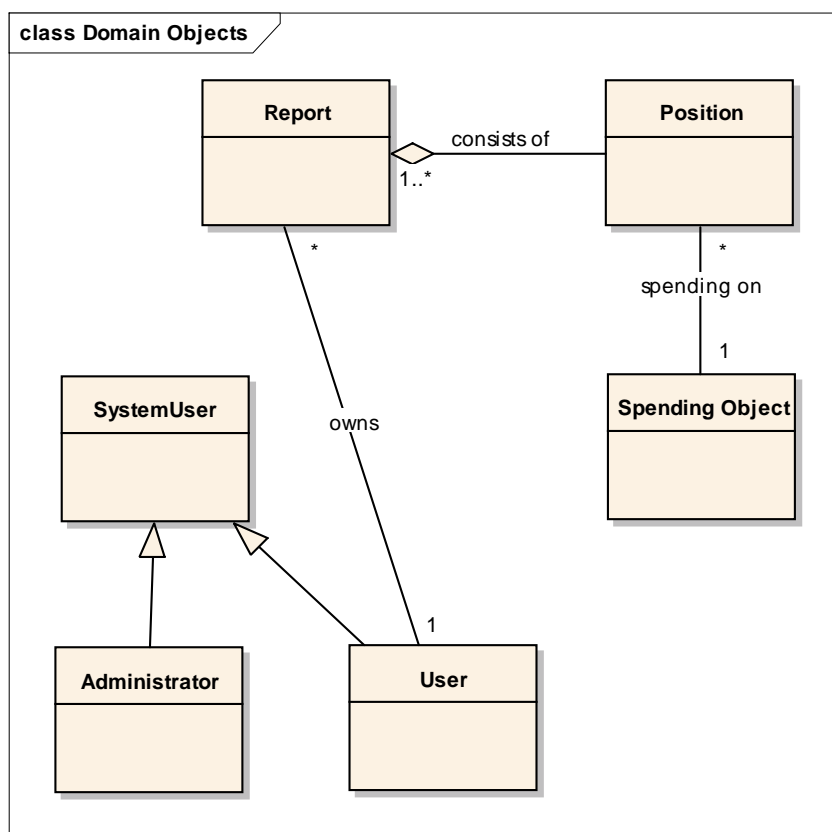 class Domain Objects
Report
Position
consists of
1..*
*
*
spending on
1
SystemUser
Spending Object
owns
1
Administrator
User